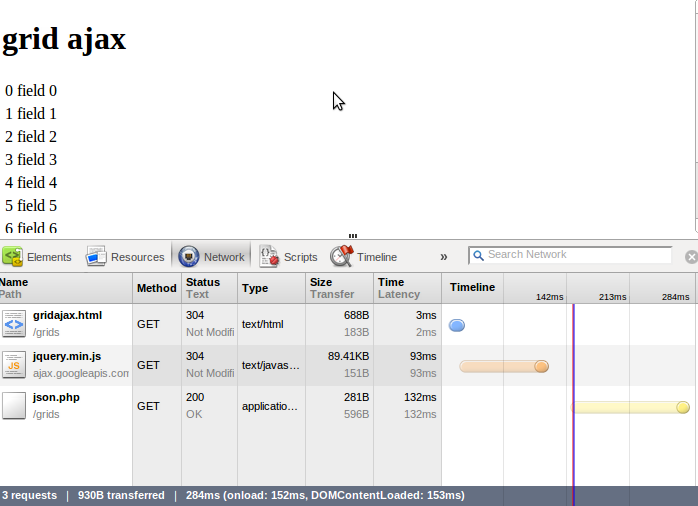 grid ajax
0 field 0
1 field 1
2 field 2
3 field 3
4 field 4
5 field 5
6 field 6
Elements Resources Network Scripts Timeline » Search Network
Name Method Status Type Size Time Timeline
Path Text Transfer Latency 142ms 213ms 284ms
gridajax.html GET 304 text/html 688B 3ms
/grids Not Modifi 183B 2ms
jquery.min.js GET 304 text/javas... 89.41KB 93ms
JS ajax.googleapis.com Not Modifi 151B 93ms
json.php GET 200 applicatio... 281B 132ms
/grids OK 596B 132ms
3 requests | 930B transferred | 284ms (onload: 152ms, DOMContentLoaded: 153ms)